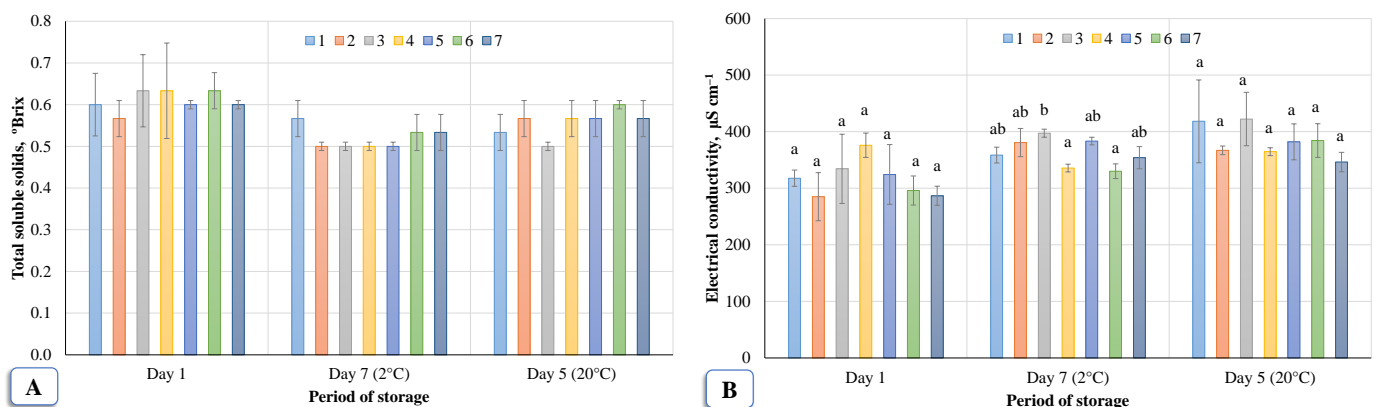 Total soluble solids, °Brix
0.8
0.7
0.6
0.5
0.4
0.3
0.2
0.1
0.0
1 2 3 4 5 6 7
Day 1 Day 7 (2°C) Day 5 (20°C)
Period of storage
A
Electrical conductivity, µS cm⁻¹
600
500
400
300
200
100
0
1 2 3 4 5 6 7
a a a a a a a
ab ab b a ab a ab
a a a a a a a
Day 1 Day 7 (2°C) Day 5 (20°C)
Period of storage
B